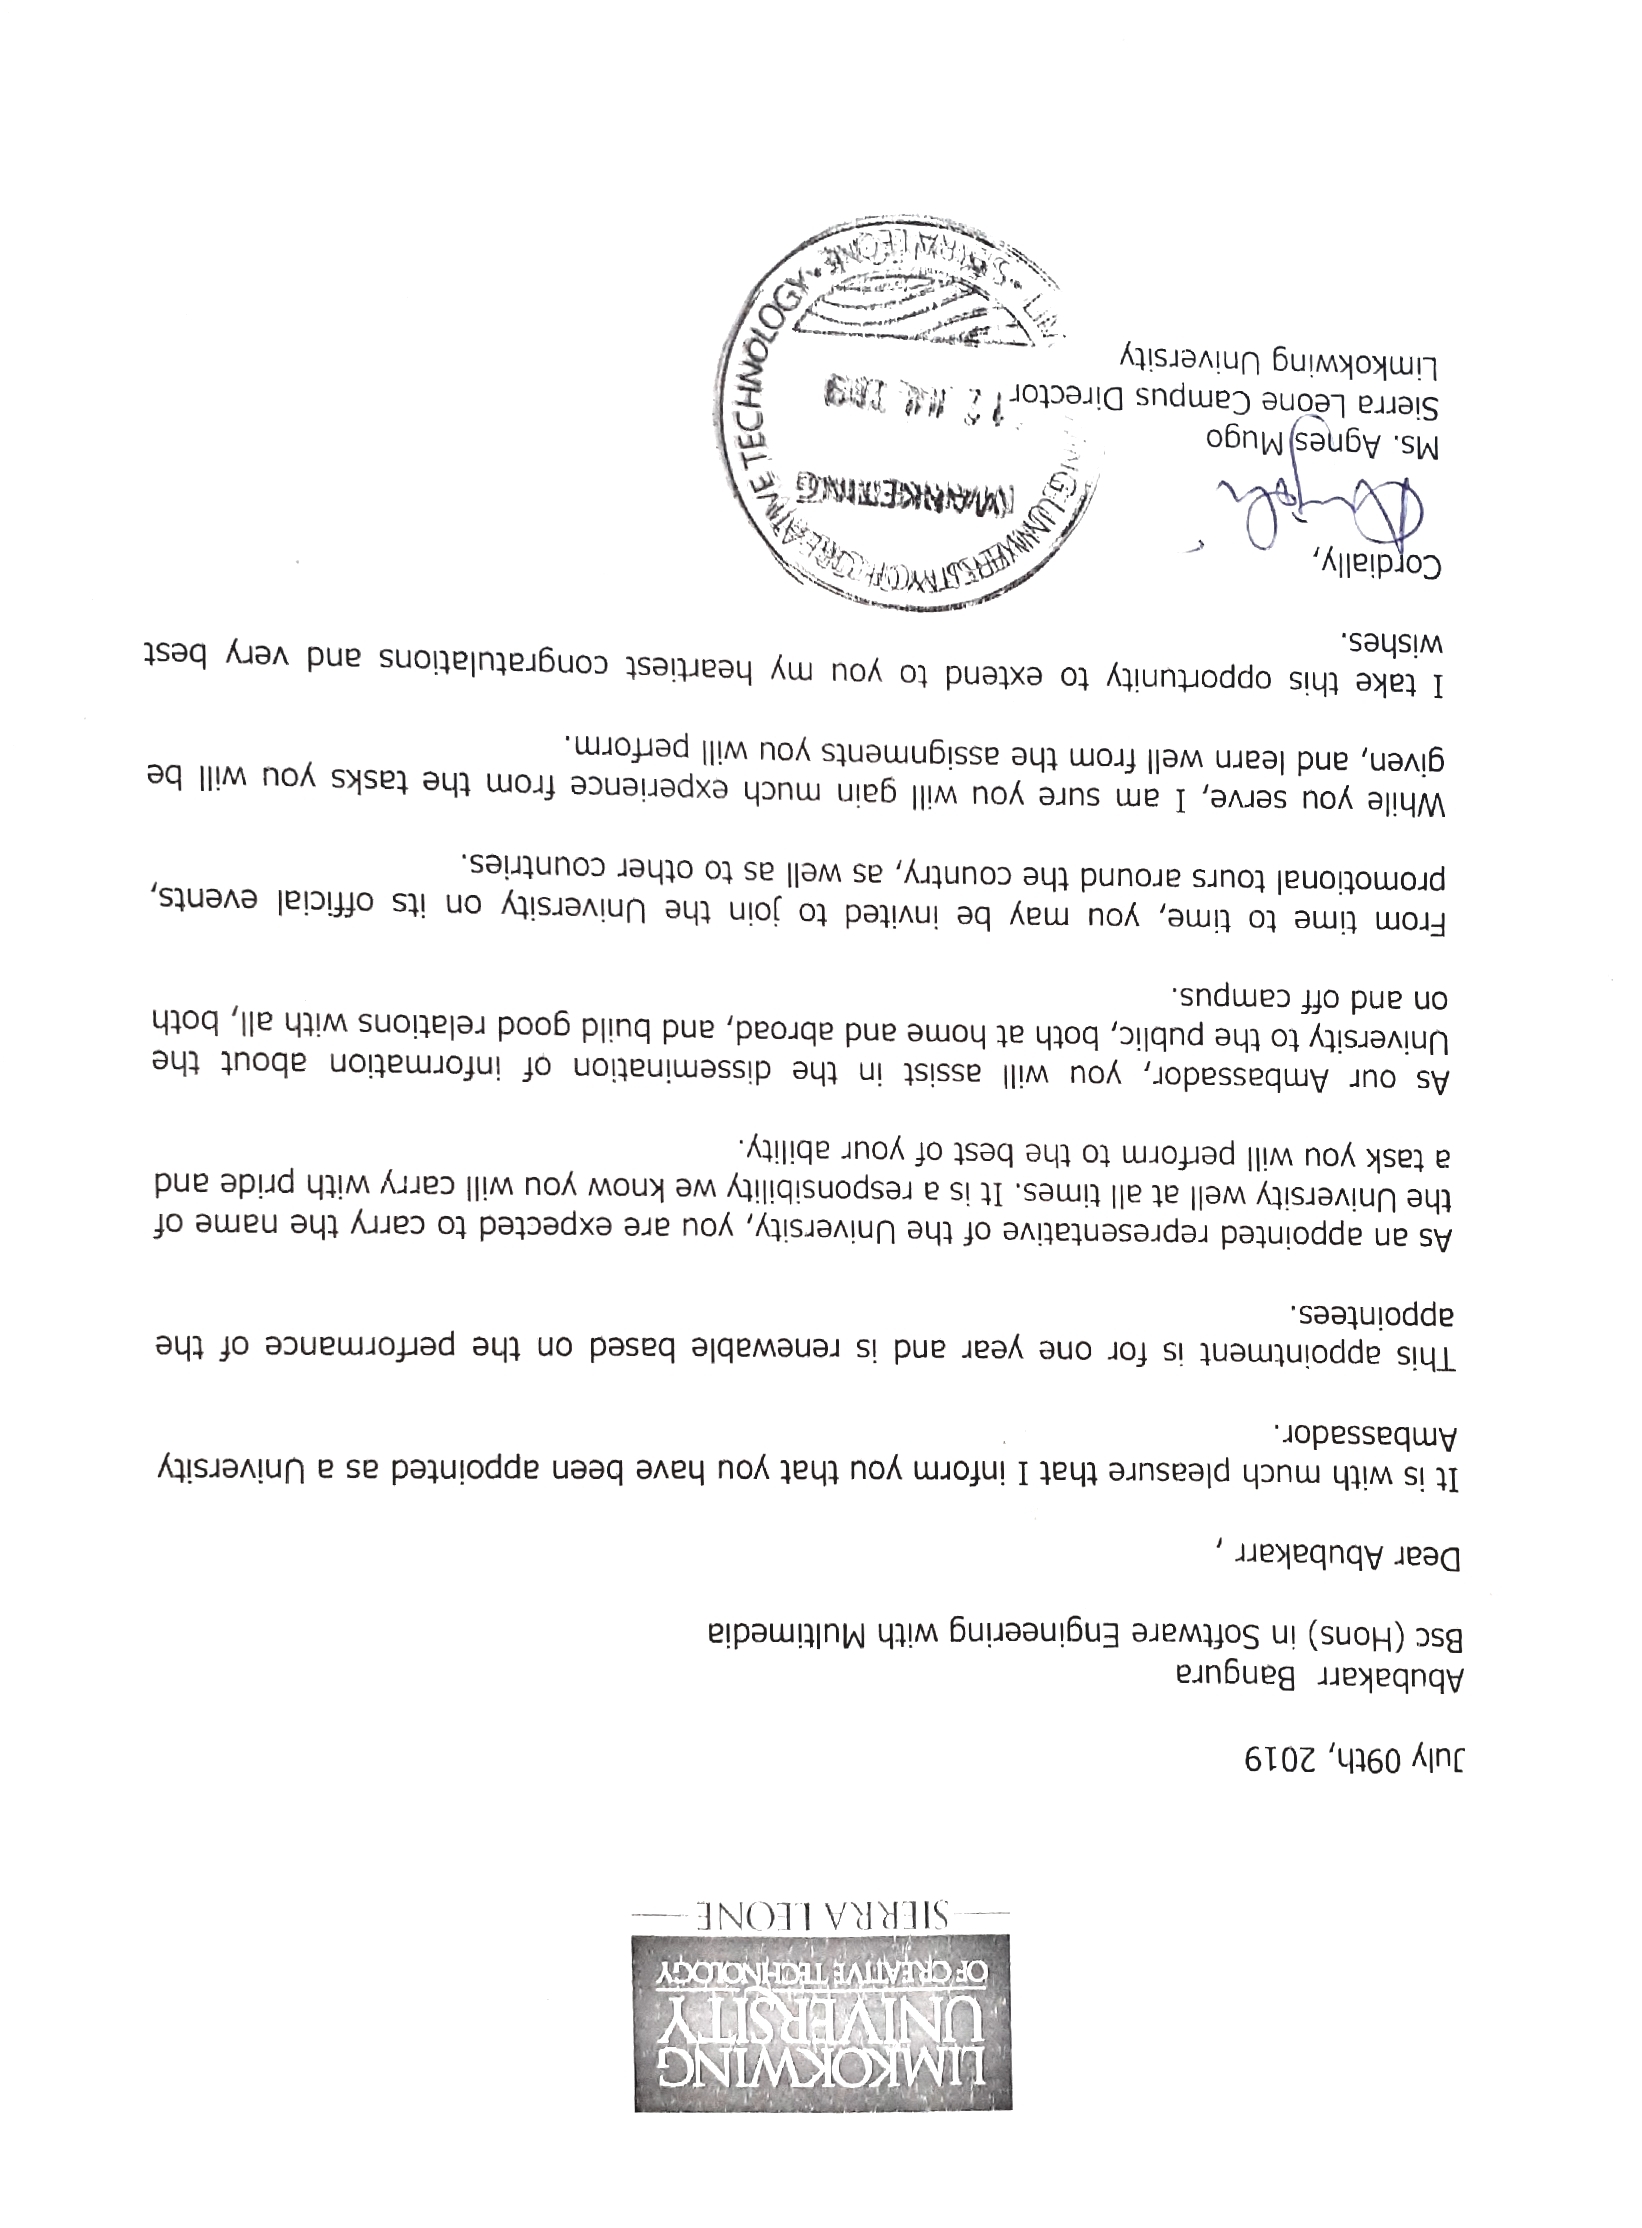 LIMKOKWING
UNIVERSITY
OF CREATIVE TECHNOLOGY
SIERRA LEONE
July 09th, 2019
Abubakarr Bangura
Bsc (Hons) in Software Engineering with Multimedia
Dear Abubakarr ,
It is with much pleasure that I inform you that you have been appointed as a University
Ambassador.
This appointment is for one year and is renewable based on the performance of the
appointees.
As an appointed representative of the University, you are expected to carry the name of
the University well at all times. It is a responsibility we know you will carry with pride and
a task you will perform to the best of your ability.
As our Ambassador, you will assist in the dissemination of information about the
University to the public, both at home and abroad, and build good relations with all, both
on and off campus.
From time to time, you may be invited to join the University on its official events,
promotional tours around the country, as well as to other countries.
While you serve, I am sure you will gain much experience from the tasks you will be
given, and learn well from the assignments you will perform.
I take this opportunity to extend to you my heartiest congratulations and very best
wishes.
Cordially,
Ms. Agnes Mugo
Sierra Leone Campus Director
Limkokwing University
UNIVERSITY OF CREATIVE TECHNOLOGY · SIERRA LEONE ·
MARKETING
12 JUL 2019